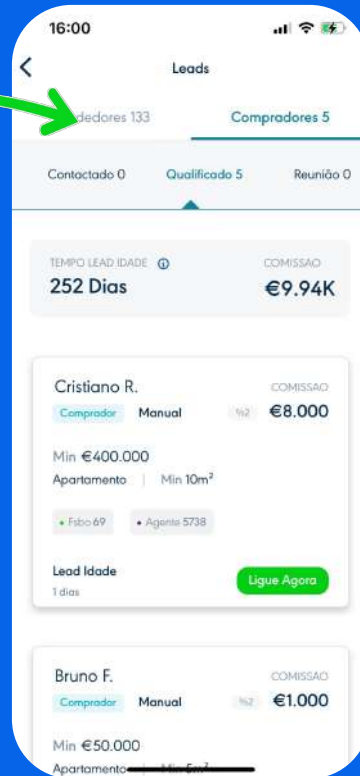 16:00
Leads
dedores 133
Compradores 5
Contactado 0
Qualificado 5
Reunião 0
TEMPO LEAD IDADE
COMISSAO
252 Dias
€9.94K
Cristiano R.
COMISSAO
Comprador
Manual
%2
€8.000
Min €400.000
Apartamento | Min 10m²
• Fsbo 69
• Agente 5738
Lead Idade
1 dias
Ligue Agora
Bruno F.
COMISSAO
Comprador
Manual
%2
€1.000
Min €50.000
Apartamento Min 5m²